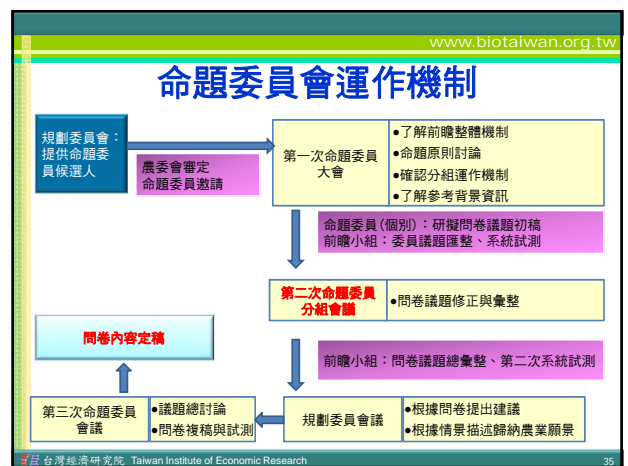 www.biotaiwan.org.tw
命題委員會運作機制
規劃委員會：
提供命題委
員候選人
農委會審定
命題委員邀請
第一次命題委員
大會
●了解前瞻整體機制
●命題原則討論
●確認分組運作機制
●了解參考背景資訊
命題委員(個別)：研擬問卷議題初稿
前瞻小組：委員議題匯整、系統試測
第二次命題委員
分組會議
●問卷議題修正與彙整
問卷內容定稿
前瞻小組：問卷議題總彙整、第二次系統試測
第三次命題委員
會議
●議題總討論
●問卷複稿與試測
規劃委員會議
●根據問卷提出建議
●根據情景描述歸納農業願景
台灣經濟研究院 Taiwan Institute of Economic Research
35